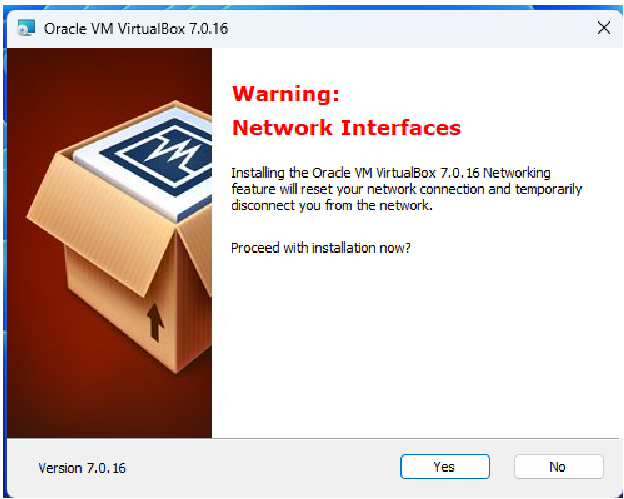 Oracle VM VirtualBox 7.0.16
Warning:
Network Interfaces
Installing the Oracle VM VirtualBox 7.0.16 Networking
feature will reset your network connection and temporarily
disconnect you from the network.
Proceed with installation now?
Version 7.0.16
Yes
No